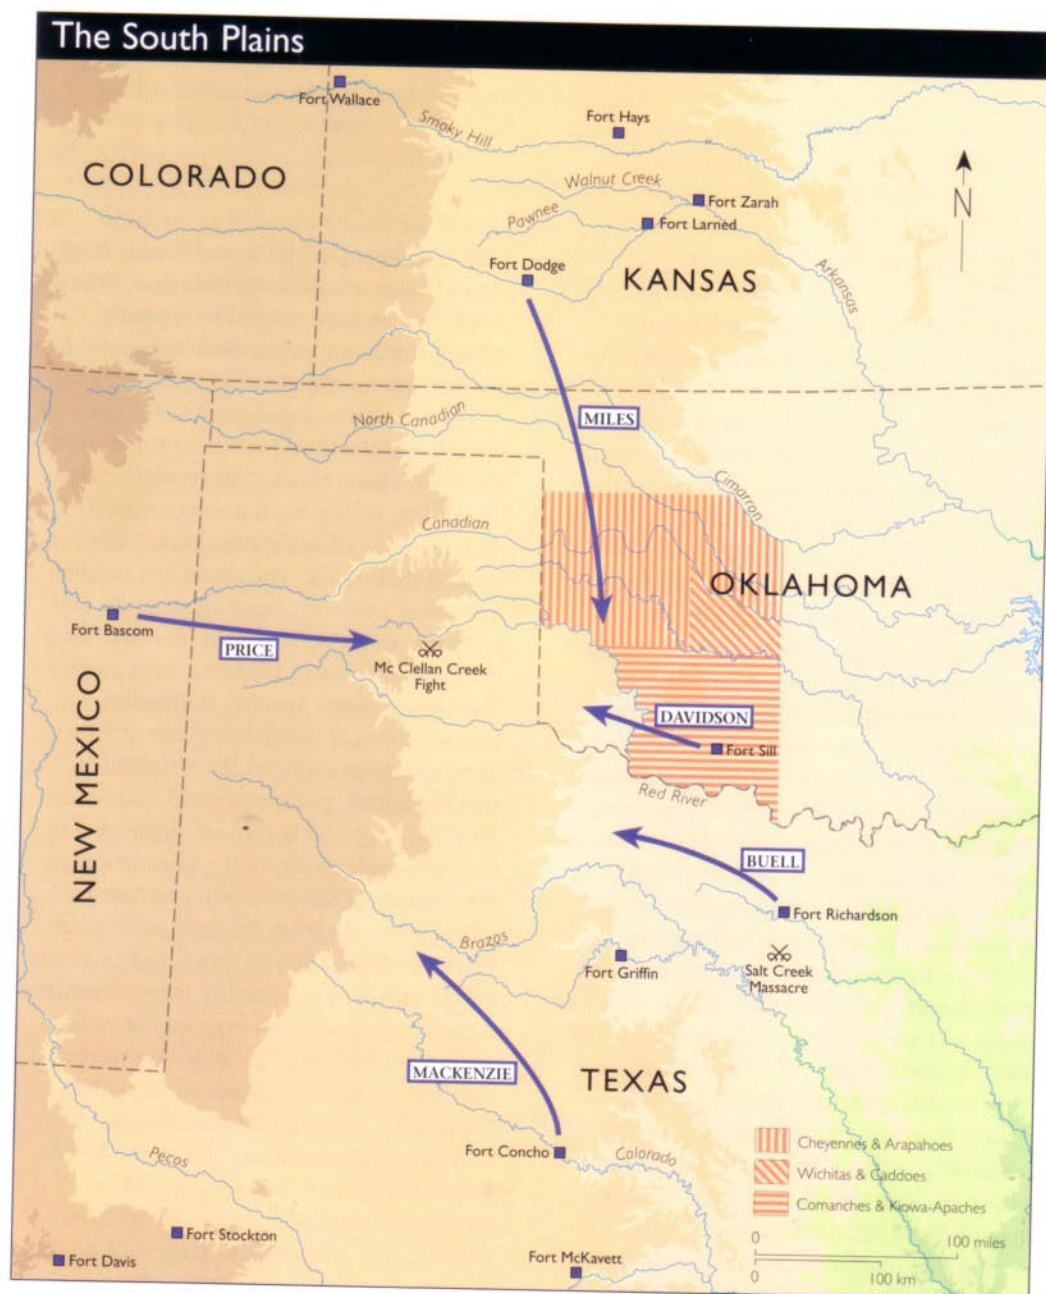 The South Plains
Fort Wallace
Smoky Hill
Fort Hays
COLORADO
Walnut Creek
Fort Zarah
Pawnee
Fort Larned
N
Fort Dodge
KANSAS
Arkansas
North Canadian
MILES
Cimarron
Canadian
OKLAHOMA
Fort Bascom
PRICE
Mc Clellan Creek
Fight
NEW MEXICO
DAVIDSON
Fort Sill
Red River
BUELL
Fort Richardson
Brazos
Fort Griffin
Salt Creek
Massacre
MACKENZIE
TEXAS
Fort Concho
Colorado
Pecos
Cheyennes & Arapahoes
Wichitas & Caddoes
Comanches & Kiowa-Apaches
Fort Stockton
Fort Davis
Fort McKavett
0 100 miles
0 100 km